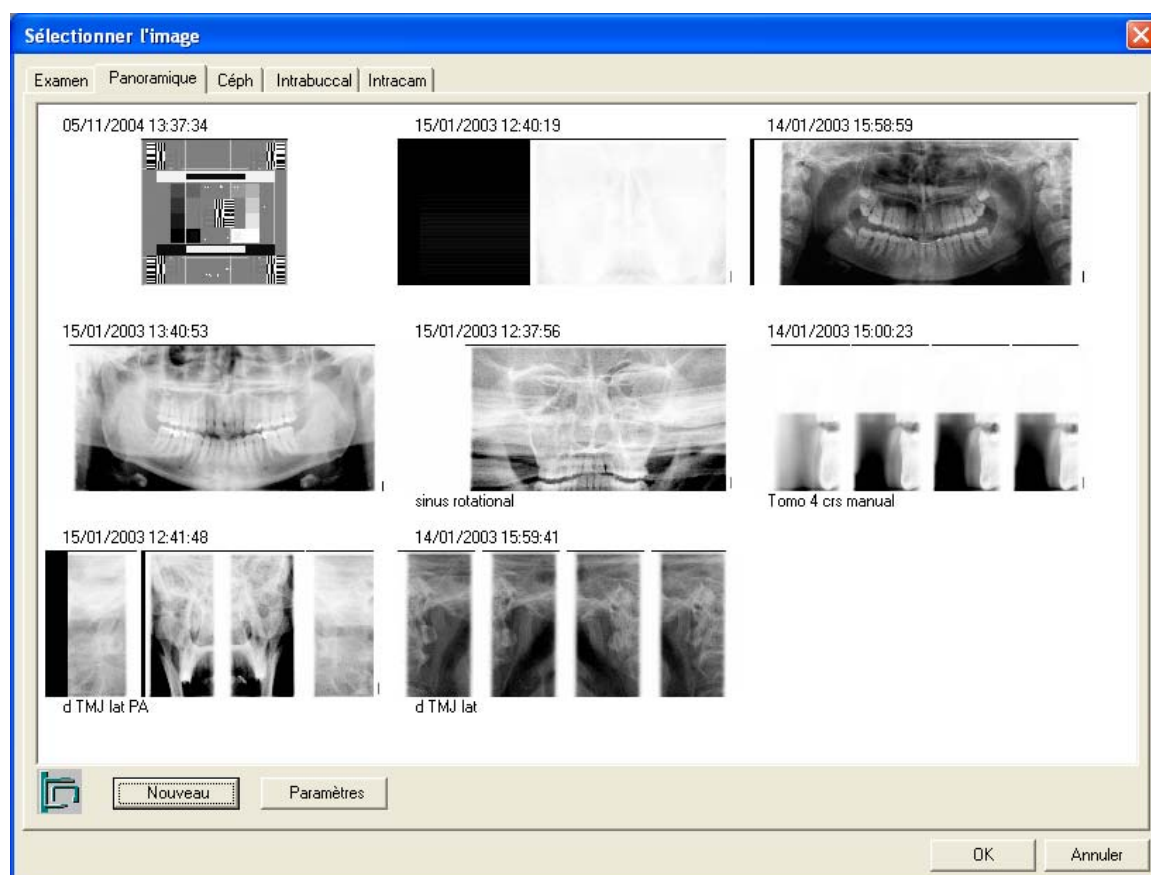 Sélectionner l'image
Examen Panoramique Céph Intrabuccal Intracam
05/11/2004 13:37:34 15/01/2003 12:40:19 14/01/2003 15:58:59
15/01/2003 13:40:53 15/01/2003 12:37:56 14/01/2003 15:00:23
sinus rotational Tomo 4 crs manual
15/01/2003 12:41:48 14/01/2003 15:59:41
d TMJ lat PA d TMJ lat
Nouveau Paramètres
OK Annuler